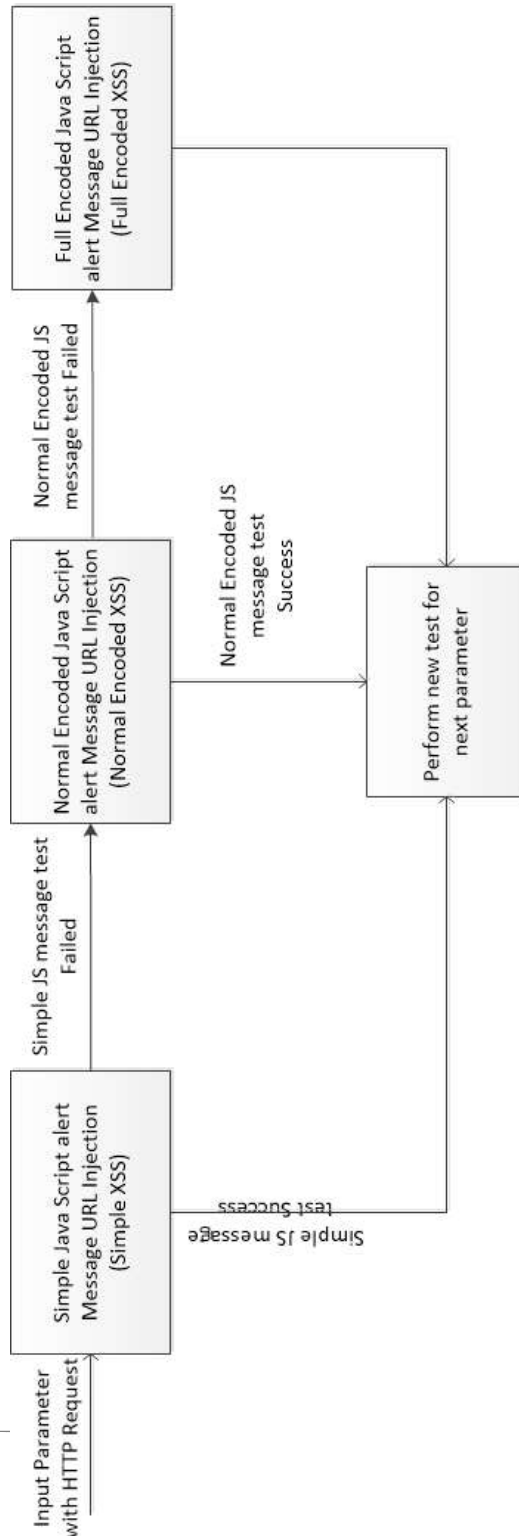 Input Parameter
with HTTP Request
Simple Java Script alert
Message URL Injection
(Simple XSS)
Simple JS message test
Failed
Normal Encoded Java Script
alert Message URL Injection
(Normal Encoded XSS)
Normal Encoded JS
message test Failed
Full Encoded Java Script
alert Message URL Injection
(Full Encoded XSS)
Simple JS message
test Success
Normal Encoded JS
message test
Success
Perform new test for
next parameter